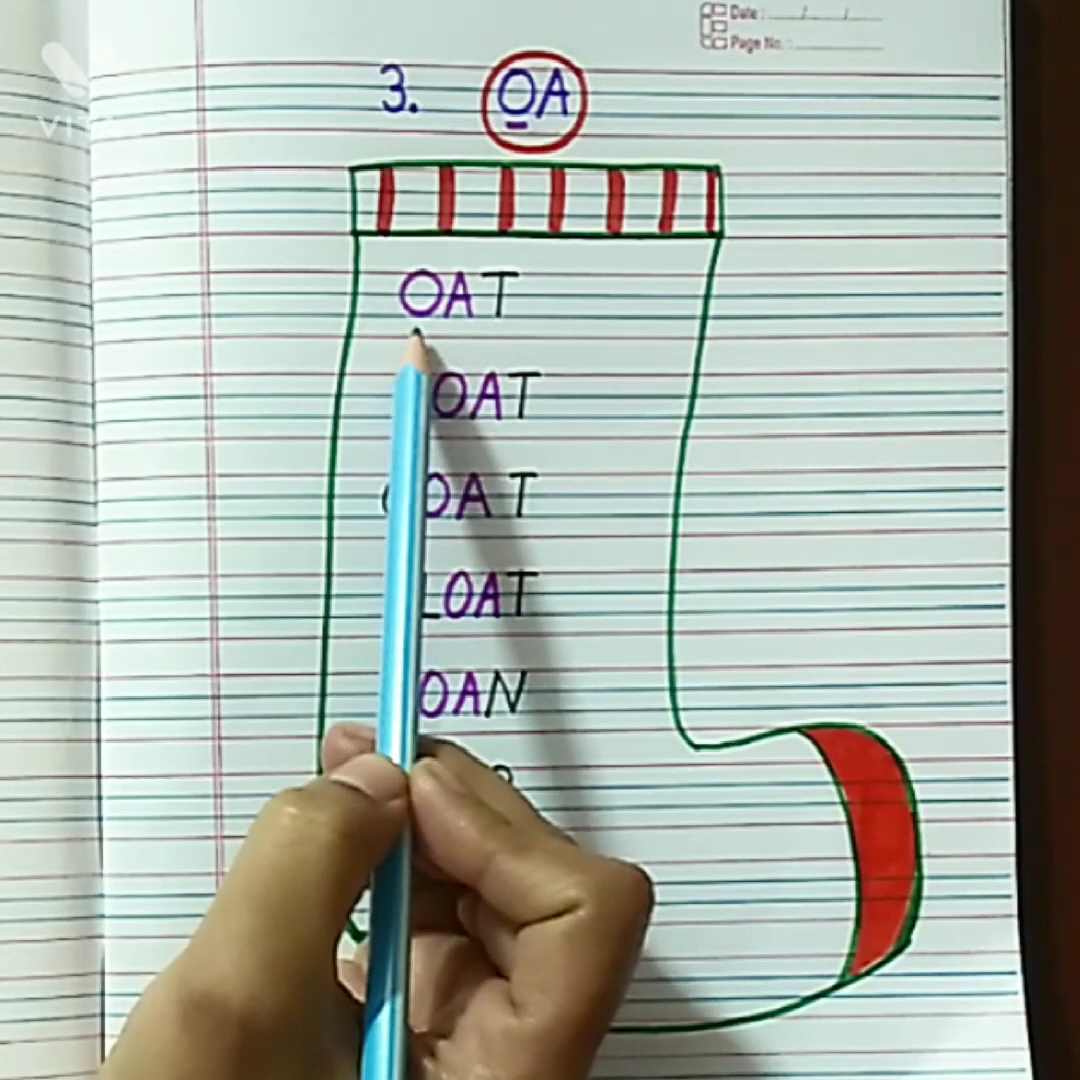 Date :
Page No. :
3. OA
OAT
OAT
OAT
LOAT
OAN